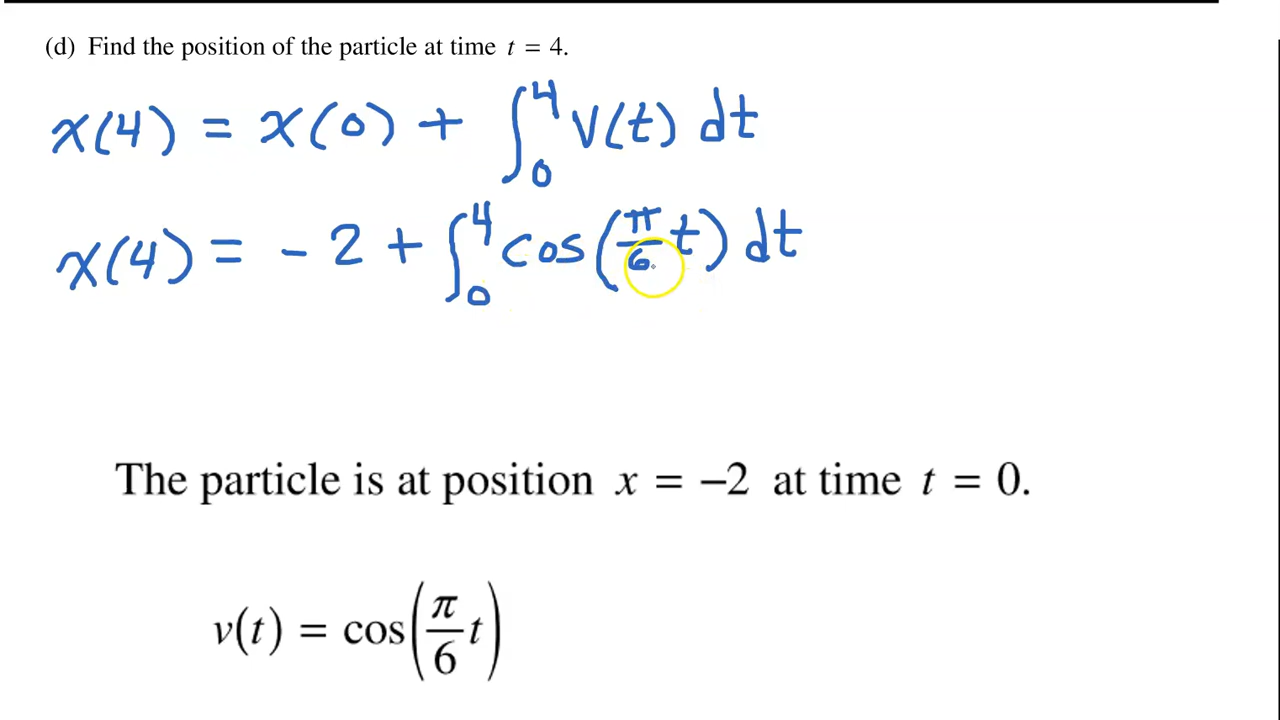 (d) Find the position of the particle at time t = 4.
x(4) = x(0) + ∫₀⁴ v(t) dt
x(4) = - 2 + ∫₀⁴ cos(π/6 t) dt
The particle is at position x = −2 at time t = 0.
v(t) = cos(π/6 t)